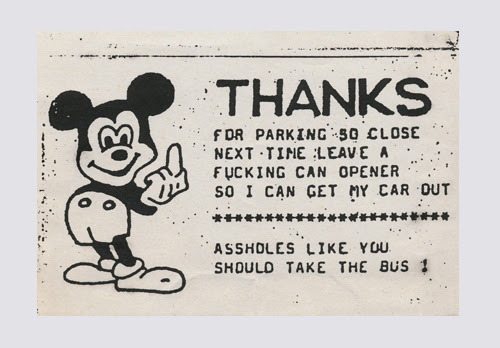 THANKS
FOR PARKING SO CLOSE
NEXT TIME LEAVE A
FUCKING CAN OPENER
SO I CAN GET MY CAR OUT
ASSHOLES LIKE YOU
SHOULD TAKE THE BUS !